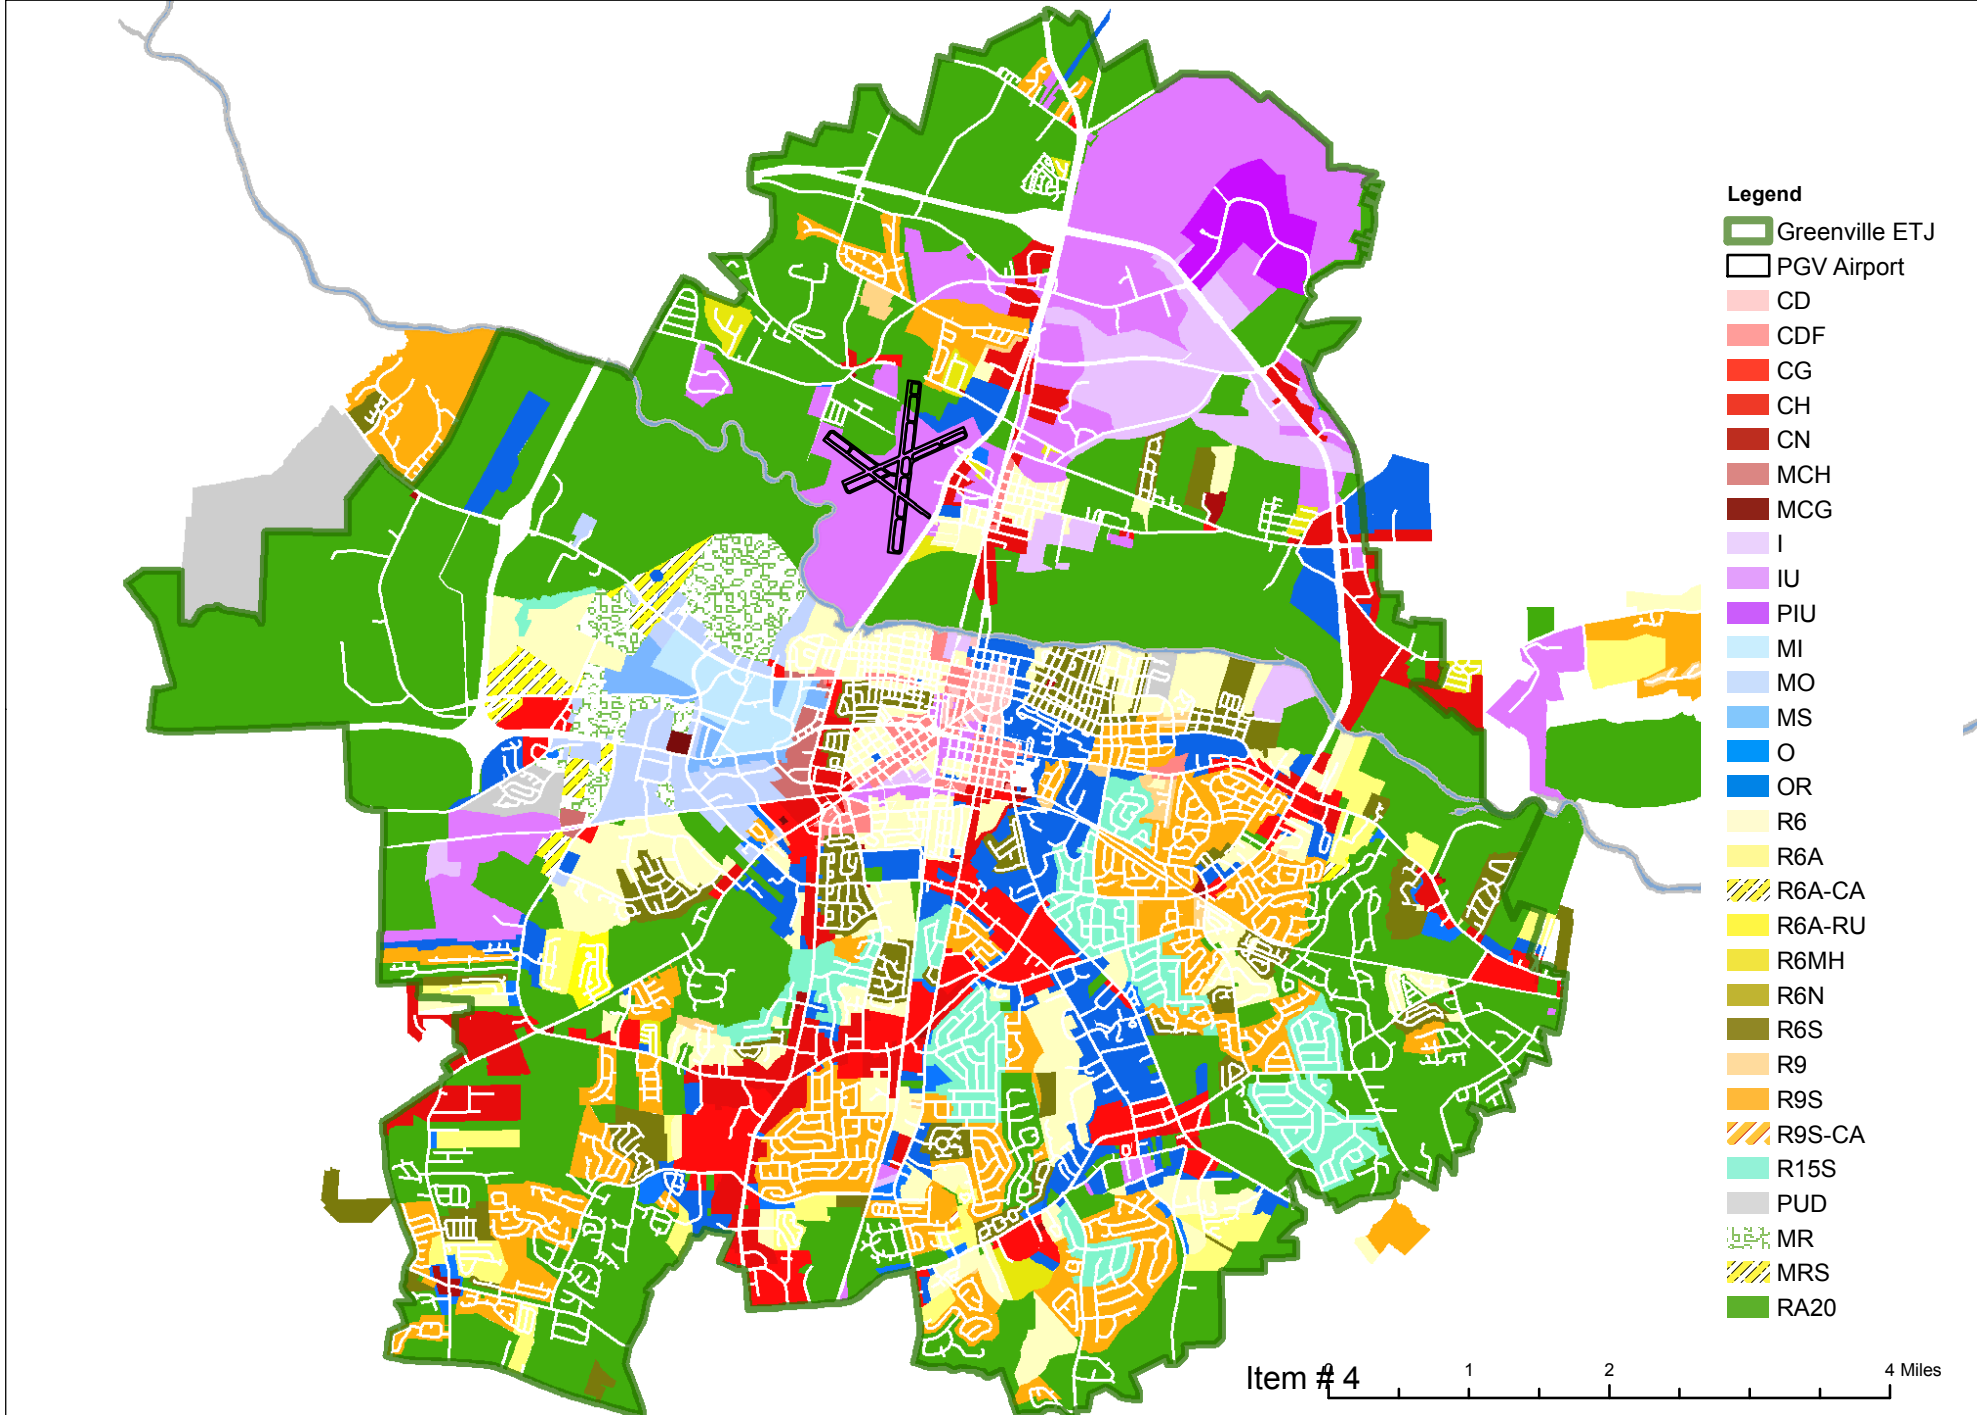 Legend
Greenville ETJ
PGV Airport
CD
CDF
CG
CH
CN
MCH
MCG
I
IU
PIU
MI
MO
MS
O
OR
R6
R6A
R6A-CA
R6A-RU
R6MH
R6N
R6S
R9
R9S
R9S-CA
R15S
PUD
MR
MRS
RA20
Item # 4
0 1 2 4 Miles